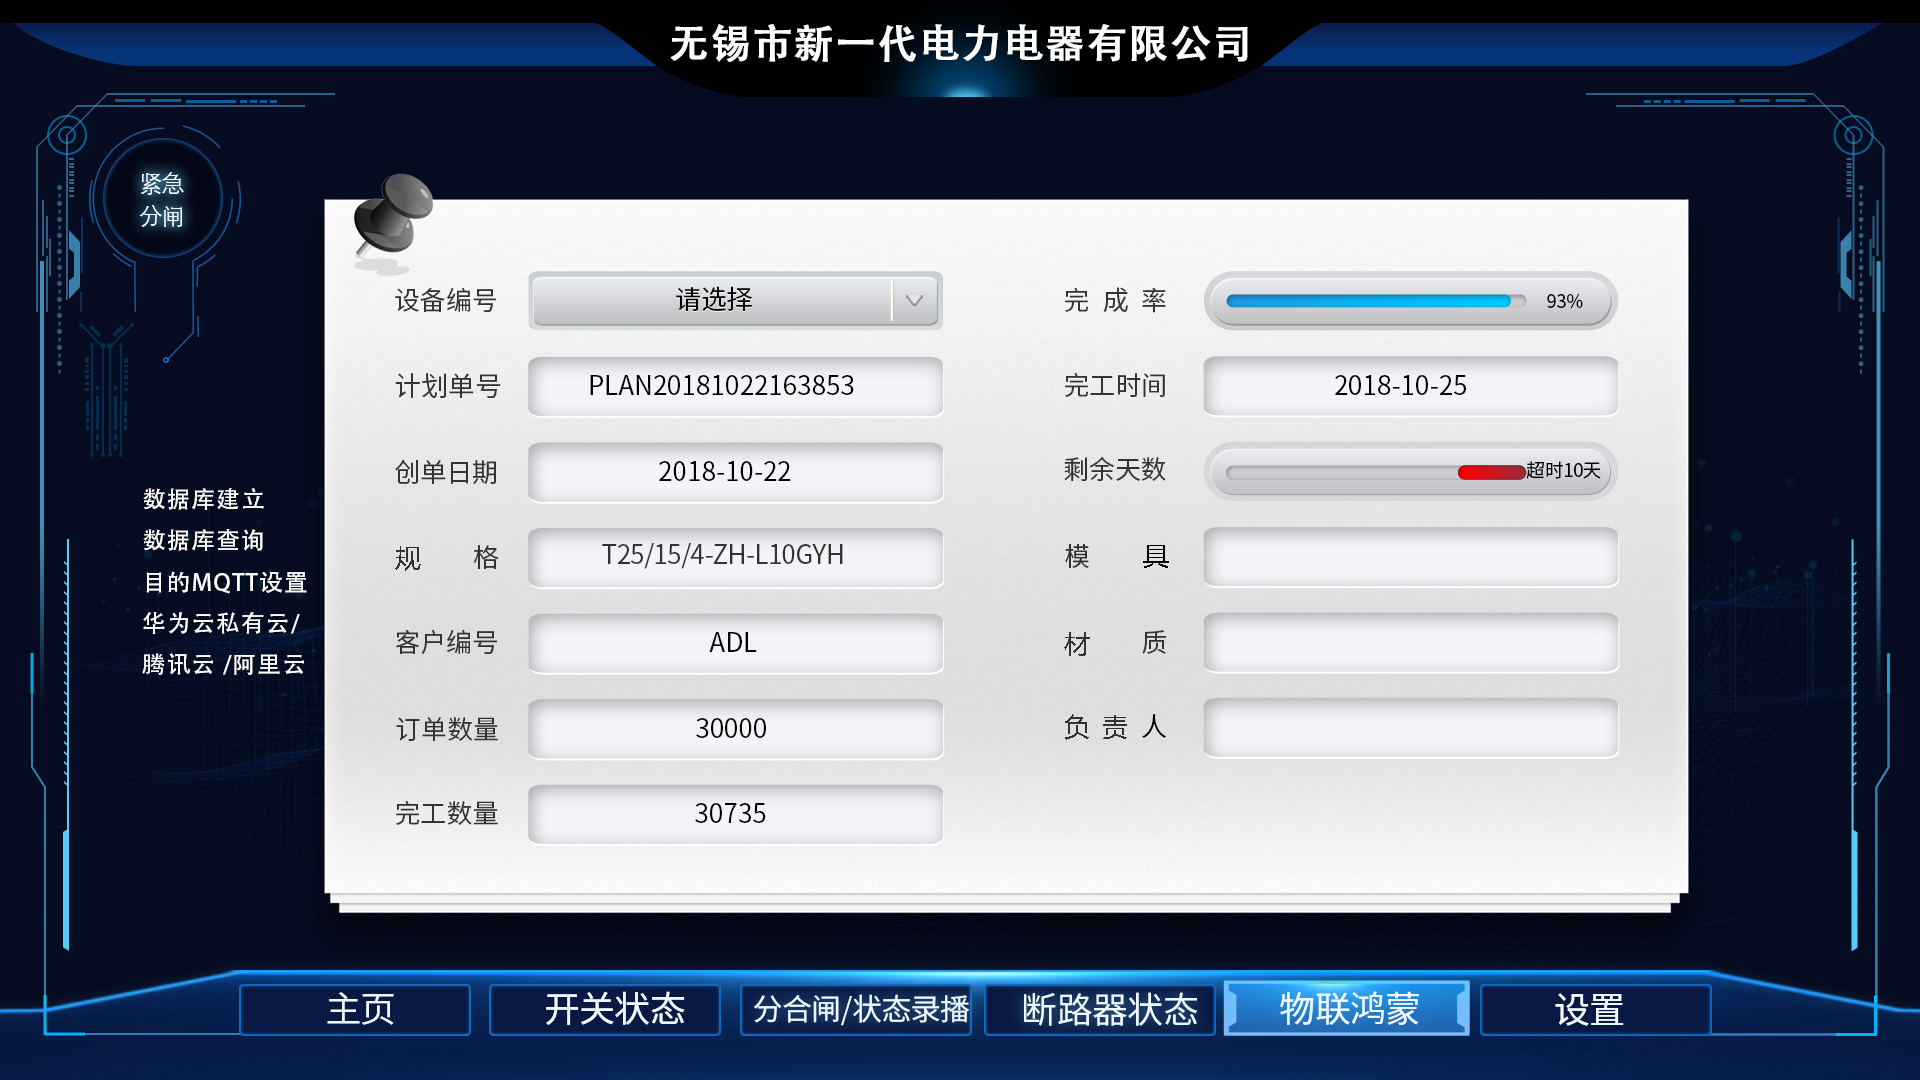 无锡市新一代电力电器有限公司
紧急
分闸
设备编号 请选择 完成率 93%
计划单号 PLAN20181022163853 完工时间 2018-10-25
创单日期 2018-10-22 剩余天数 超时10天
规格 T25/15/4-ZH-L10GYH 模具
客户编号 ADL 材质
订单数量 30000 负责人
完工数量 30735
数据库建立
数据库查询
目的MQTT设置
华为云私有云/
腾讯云 /阿里云
主页 开关状态 分合闸/状态录播 断路器状态 物联鸿蒙 设置